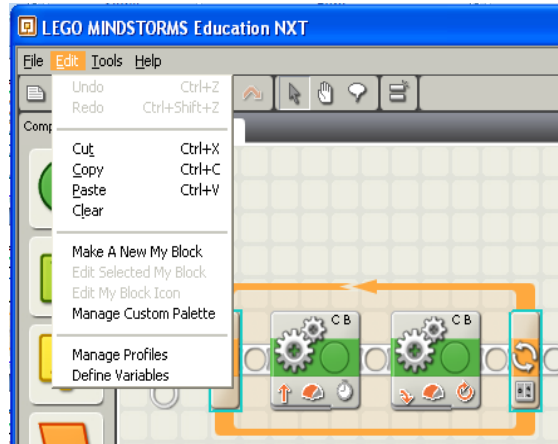 LEGO MINDSTORMS Education NXT
File Edit Tools Help
Undo Ctrl+Z
Redo Ctrl+Shift+Z
Comp
Cut Ctrl+X
Copy Ctrl+C
Paste Ctrl+V
Clear
Make A New My Block
Edit Selected My Block
Edit My Block Icon
Manage Custom Palette
Manage Profiles
Define Variables
C B
C B